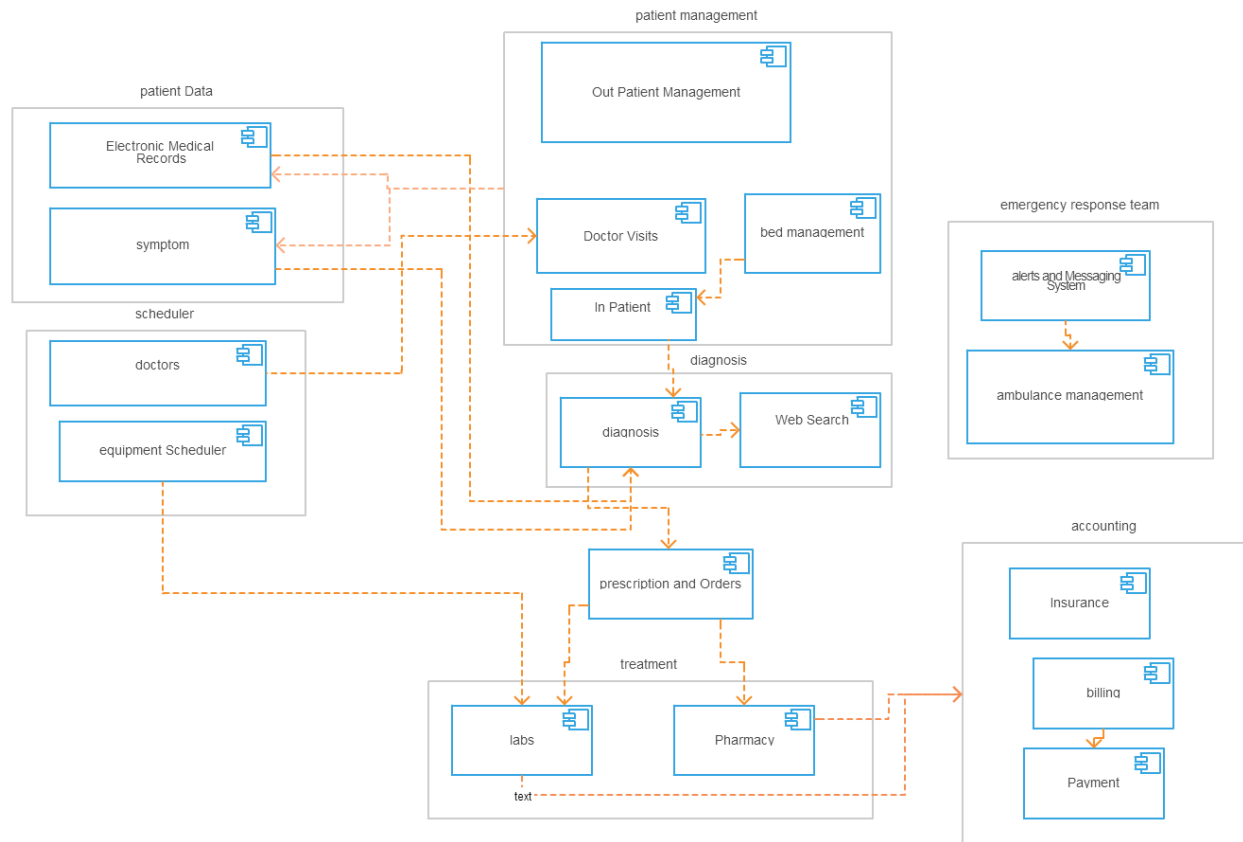 patient management
Out Patient Management
patient Data
Electronic Medical
Records
symptom
Doctor Visits
bed management
In Patient
emergency response team
alerts and Messaging
System
ambulance management
scheduler
doctors
equipment Scheduler
diagnosis
diagnosis
Web Search
prescription and Orders
accounting
Insurance
billing
Payment
treatment
labs
Pharmacy
text